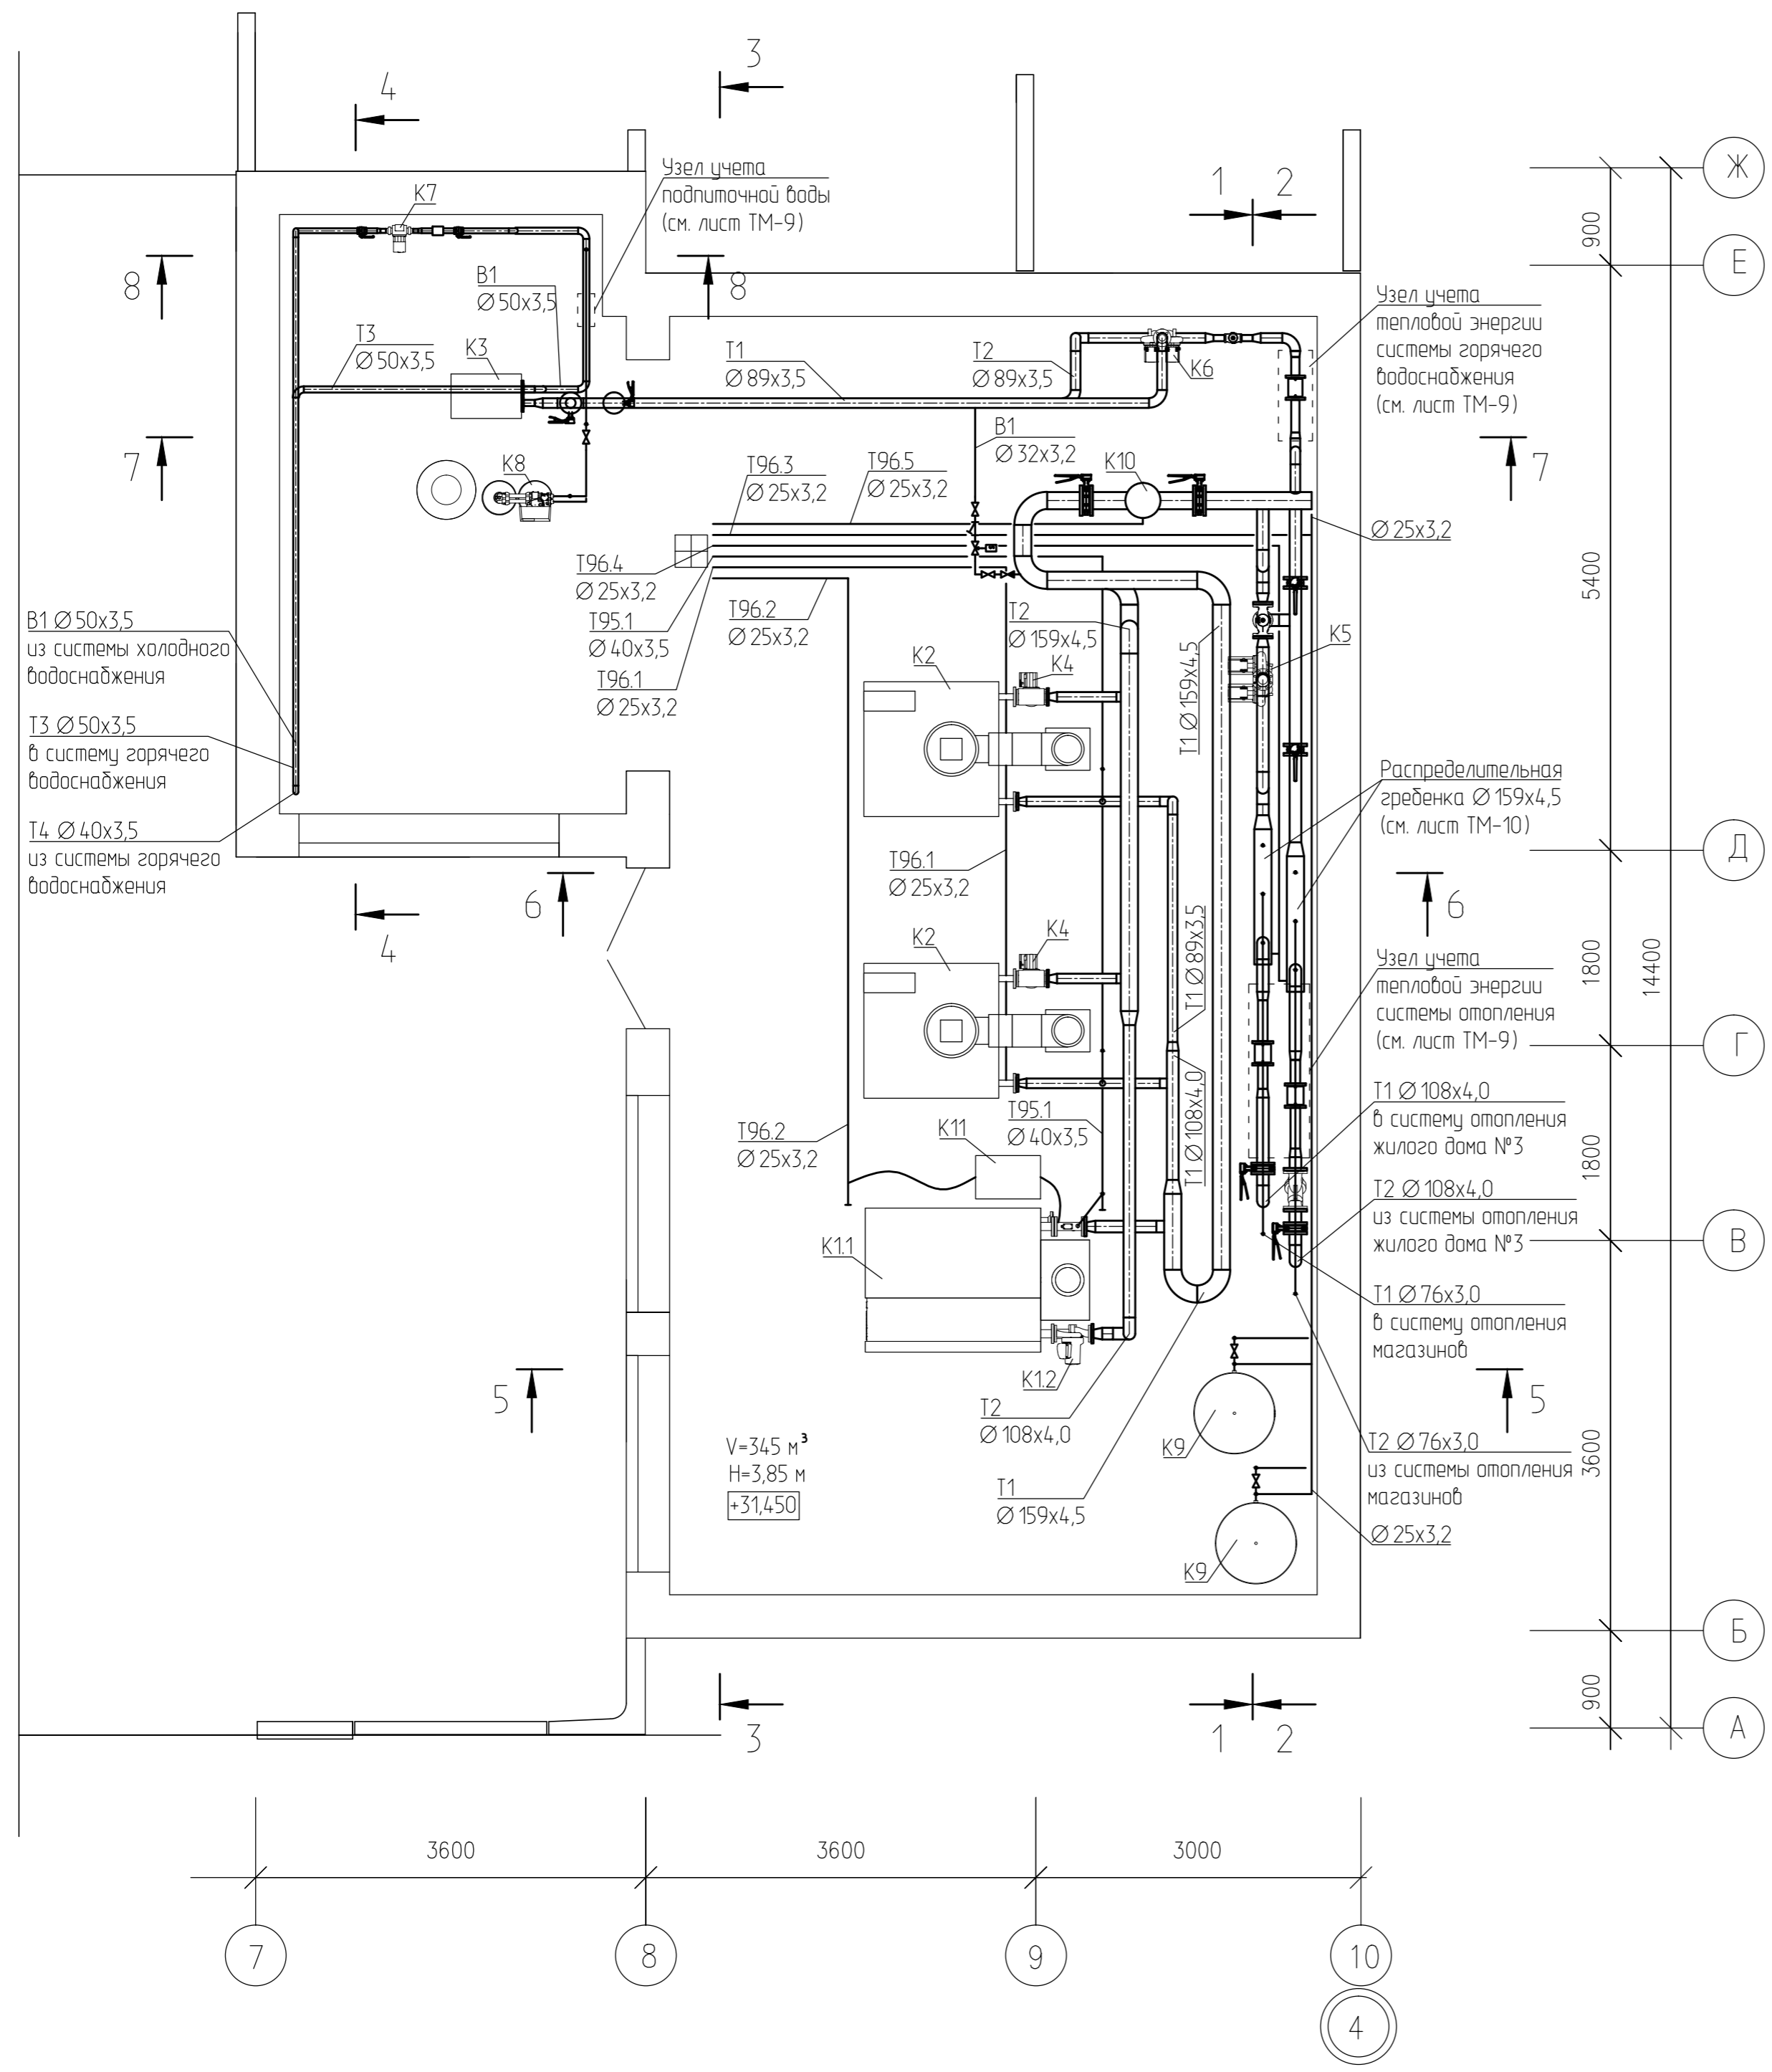 3
4
Ж
Узел учета
подпиточной воды
(см. лист ТМ-9)
1
2
К7
900
Е
8
8
В1
Ø50х3,5
Узел учета
тепловой энергии
системы горячего
водоснабжения
(см. лист ТМ-9)
Т3
Ø50х3,5
К3
Т1
Ø89х3,5
Т2
Ø89х3,5
К6
7
К8
Т96.3
Ø25х3,2
Т96.5
Ø25х3,2
В1
Ø32х3,2
К10
7
Ø25х3,2
5400
Т96.4
Ø25х3,2
Т95.1
Ø40х3,5
Т96.1
Ø25х3,2
Т96.2
Ø25х3,2
Т2
Ø159х4,5
Т1 Ø159х4,5
К5
К2
К4
В1 Ø50х3,5
из системы холодного
водоснабжения
Т3 Ø50х3,5
в систему горячего
водоснабжения
Т4 Ø40х3,5
из системы горячего
водоснабжения
Распределительная
гребенка Ø159х4,5
(см. лист ТМ-10)
Д
Т96.1
Ø25х3,2
6
6
4
К2
К4
Т1 Ø89х3,5
Узел учета
тепловой энергии
системы отопления
(см. лист ТМ-9)
1800
14400
Г
Т1 Ø108х4,0
Т1 Ø108х4,0
в систему отопления
жилого дома №3
Т96.2
Ø25х3,2
К11
Т95.1
Ø40х3,5
1800
Т2 Ø108х4,0
из системы отопления
жилого дома №3
К1.1
В
Т1 Ø76х3,0
в систему отопления
магазинов
К1.2
5
5
Т2
Ø108х4,0
К9
V=345 м³
Н=3,85 м
+31,450
Т2 Ø76х3,0
из системы отопления
магазинов
3600
Т1
Ø159х4,5
Ø25х3,2
К9
Б
900
3
1
2
А
3600
3600
3000
7
8
9
10
4